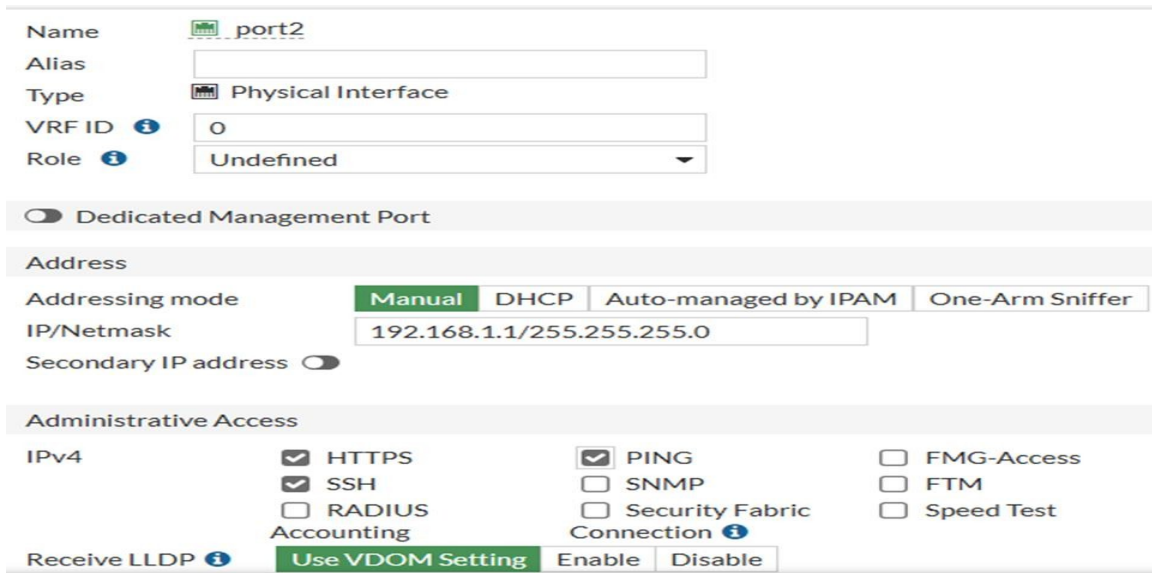 Name port2
Alias
Type Physical Interface
VRF ID 0
Role Undefined
Dedicated Management Port
Address
Addressing mode Manual DHCP Auto-managed by IPAM One-Arm Sniffer
IP/Netmask 192.168.1.1/255.255.255.0
Secondary IP address
Administrative Access
IPv4 HTTPS PING FMG-Access
SSH SNMP FTM
RADIUS Security Fabric Speed Test
Accounting Connection
Receive LLDP Use VDOM Setting Enable Disable